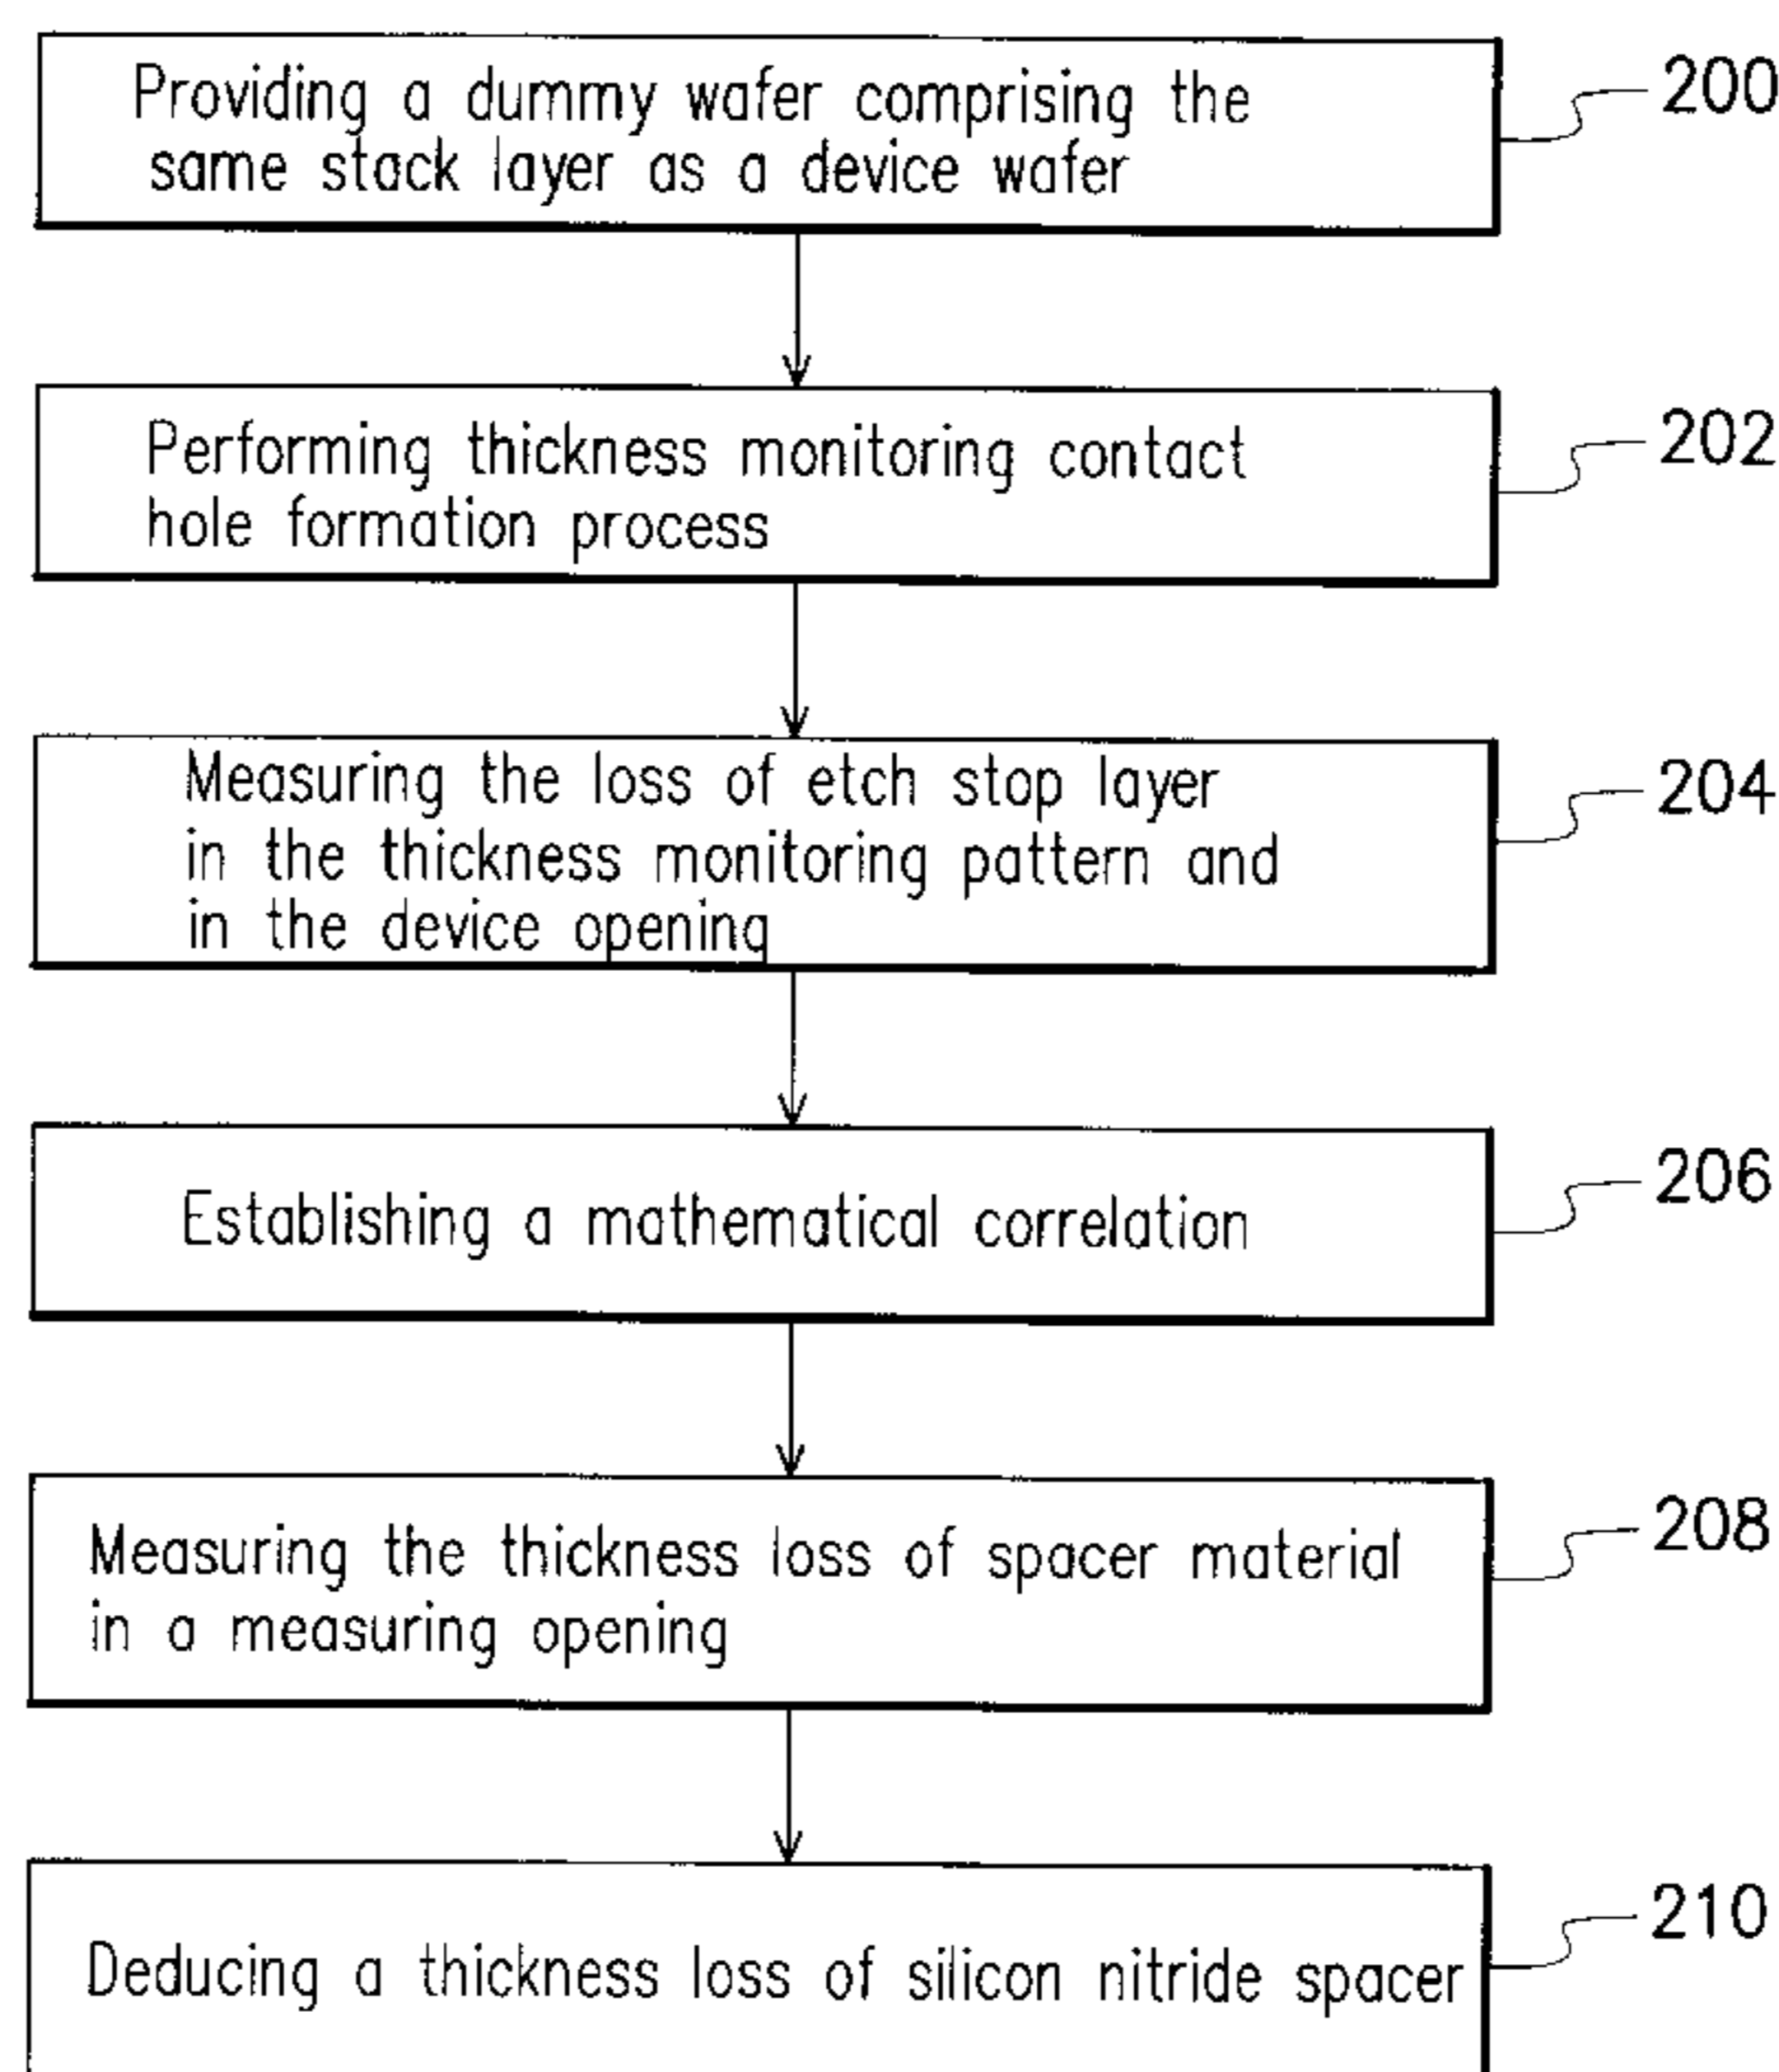 Providing a dummy wafer comprising the
same stack layer as a device wafer
200
Performing thickness monitoring contact
hole formation process
202
Measuring the loss of etch stop layer
in the thickness monitoring pattern and
in the device opening
204
Establishing a mathematical correlation
206
Measuring the thickness loss of spacer material
in a measuring opening
208
Deducing a thickness loss of silicon nitride spacer
210